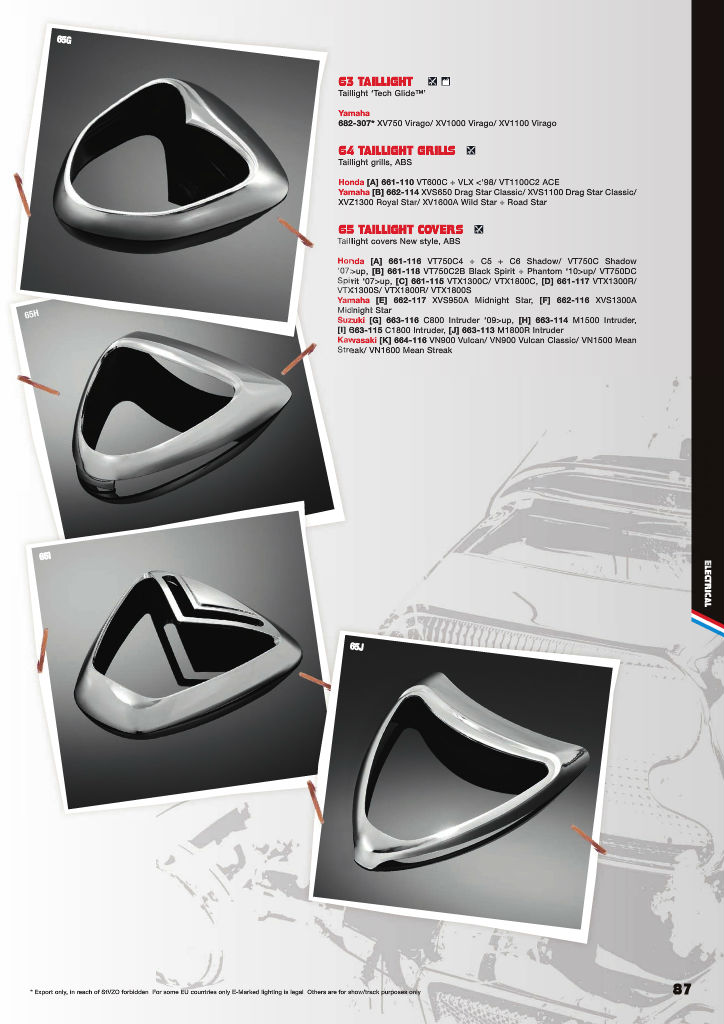 65G
63 TAILLIGHT
Taillight 'Tech Glide™'
Yamaha
682-307* XV750 Virago/ XV1000 Virago/ XV1100 Virago
64 TAILLIGHT GRILLS
Taillight grills, ABS
Honda [A] 661-110 VT600C + VLX <'98/ VT1100C2 ACE
Yamaha [B] 662-114 XVS650 Drag Star Classic/ XVS1100 Drag Star Classic/
XVZ1300 Royal Star/ XV1600A Wild Star + Road Star
65 TAILLIGHT COVERS
Taillight covers New style, ABS
Honda [A] 661-116 VT750C4 + C5 + C6 Shadow/ VT750C Shadow
'07>up, [B] 661-118 VT750C2B Black Spirit + Phantom '10>up/ VT750DC
Spirit '07>up, [C] 661-115 VTX1300C/ VTX1800C, [D] 661-117 VTX1300R/
VTX1300S/ VTX1800R/ VTX1800S
Yamaha [E] 662-117 XVS950A Midnight Star, [F] 662-116 XVS1300A
Midnight Star
Suzuki [G] 663-116 C800 Intruder '09>up, [H] 663-114 M1500 Intruder,
[I] 663-115 C1800 Intruder, [J] 663-113 M1800R Intruder
Kawasaki [K] 664-116 VN900 Vulcan/ VN900 Vulcan Classic/ VN1500 Mean
Streak/ VN1600 Mean Streak
65H
65I
65J
ELECTRICAL
* Export only, in reach of StVZO forbidden For some EU countries only E-Marked lighting is legal Others are for show/track purposes only
87